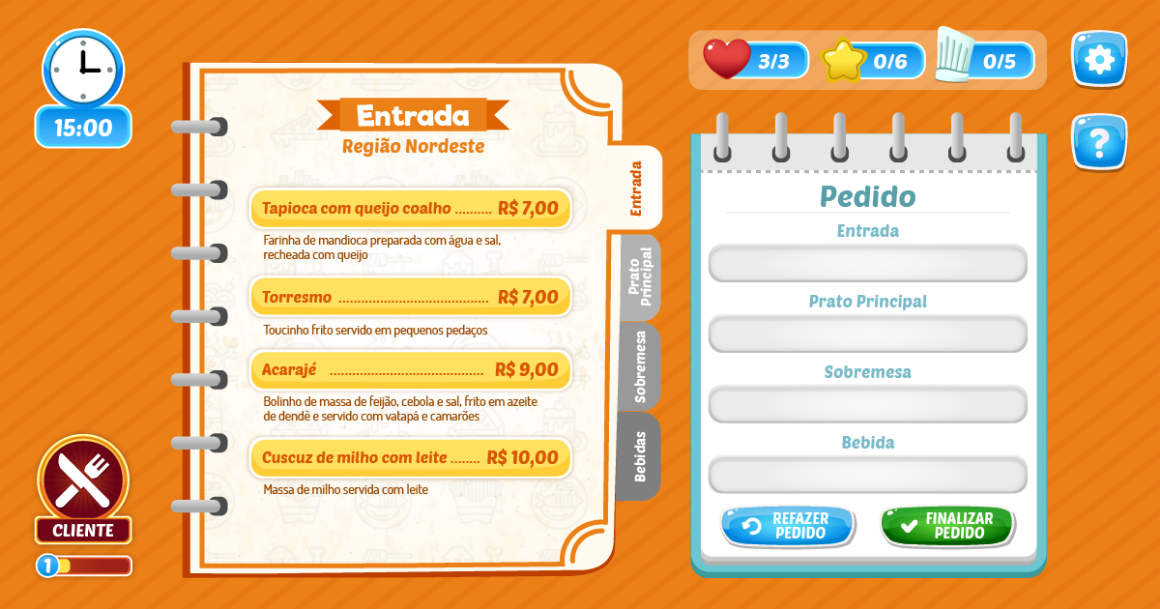 15:00
3/3
0/6
0/5
?
Entrada
Região Nordeste
Tapioca com queijo coalho .......... R$ 7,00
Farinha de mandioca preparada com água e sal,
recheada com queijo
Torresmo ........................................ R$ 7,00
Toucinho frito servido em pequenos pedaços
Acarajé ......................................... R$ 9,00
Bolinho de massa de feijão, cebola e sal, frito em azeite
de dendê e servido com vatapá e camarões
Cuscuz de milho com leite ........ R$ 10,00
Massa de milho servida com leite
Entrada
Prato
Principal
Sobremesa
Bebidas
Pedido
Entrada
Prato Principal
Sobremesa
Bebida
REFAZER
PEDIDO
FINALIZAR
PEDIDO
CLIENTE
1